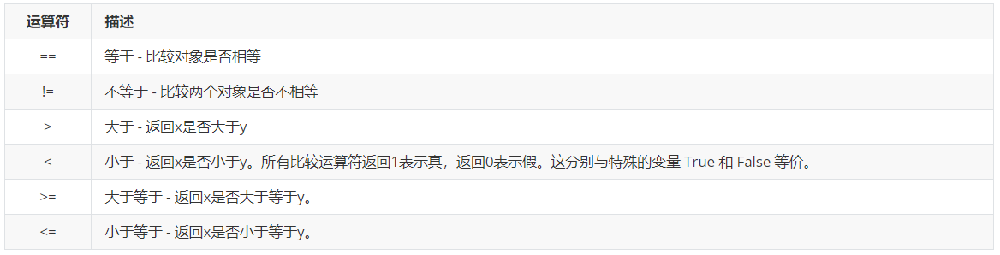 运算符 描述
== 等于 - 比较对象是否相等
!= 不等于 - 比较两个对象是否不相等
> 大于 - 返回x是否大于y
< 小于 - 返回x是否小于y。所有比较运算符返回1表示真，返回0表示假。这分别与特殊的变量 True 和 False 等价。
>= 大于等于 - 返回x是否大于等于y。
<= 小于等于 - 返回x是否小于等于y。